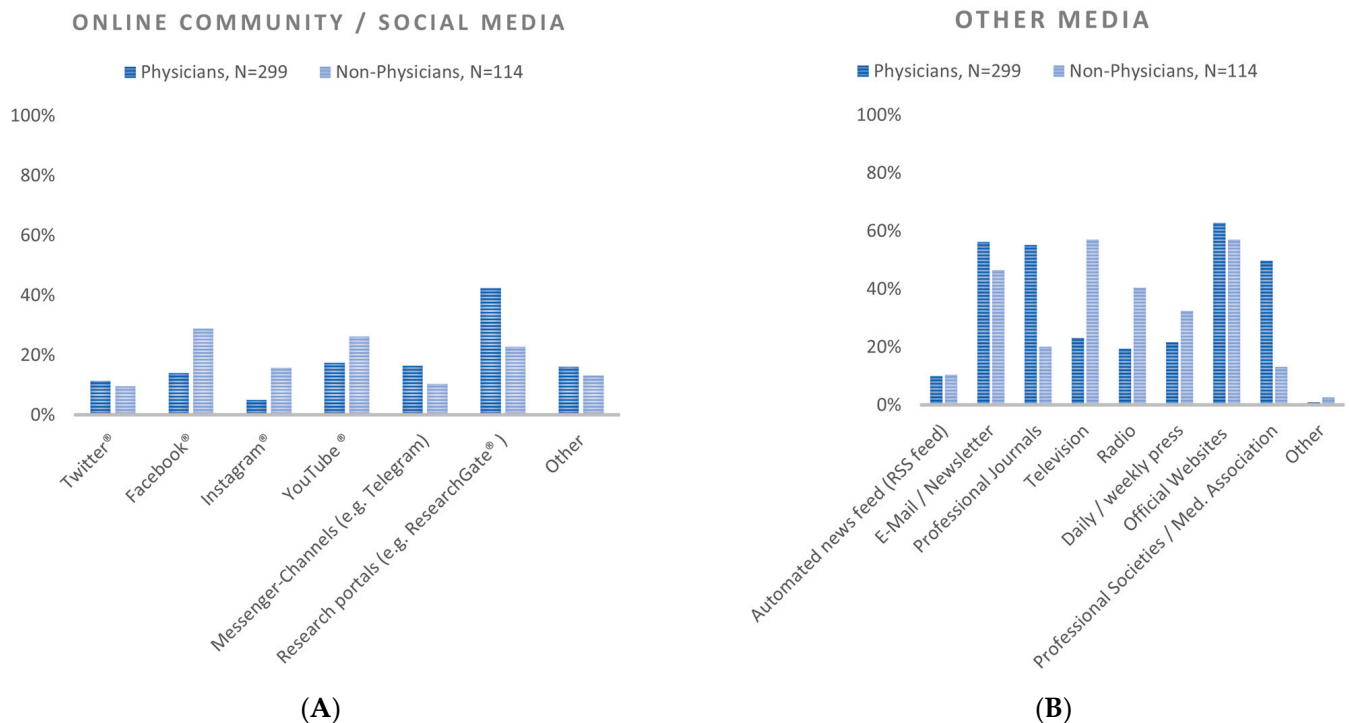 ONLINE COMMUNITY / SOCIAL MEDIA
Physicians, N=299 Non-Physicians, N=114
100%
80%
60%
40%
20%
0%
Twitter®
Facebook®
Instagram®
YouTube ®
Messenger-Channels (e.g. Telegram)
Research portals (e.g. ResearchGate® )
Other
(A)
OTHER MEDIA
Physicians, N=299 Non-Physicians, N=114
100%
80%
60%
40%
20%
0%
Automated news feed (RSS feed)
E-Mail / Newsletter
Professional Journals
Television
Radio
Daily / weekly press
Official Websites
Professional Societies / Med. Association
Other
(B)